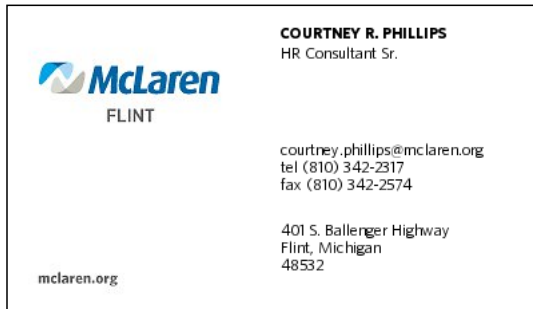 McLaren
FLINT
mclaren.org
COURTNEY R. PHILLIPS
HR Consultant Sr.
courtney.phillips@mclaren.org
tel (810) 342-2317
fax (810) 342-2574
401 S. Ballenger Highway
Flint, Michigan
48532